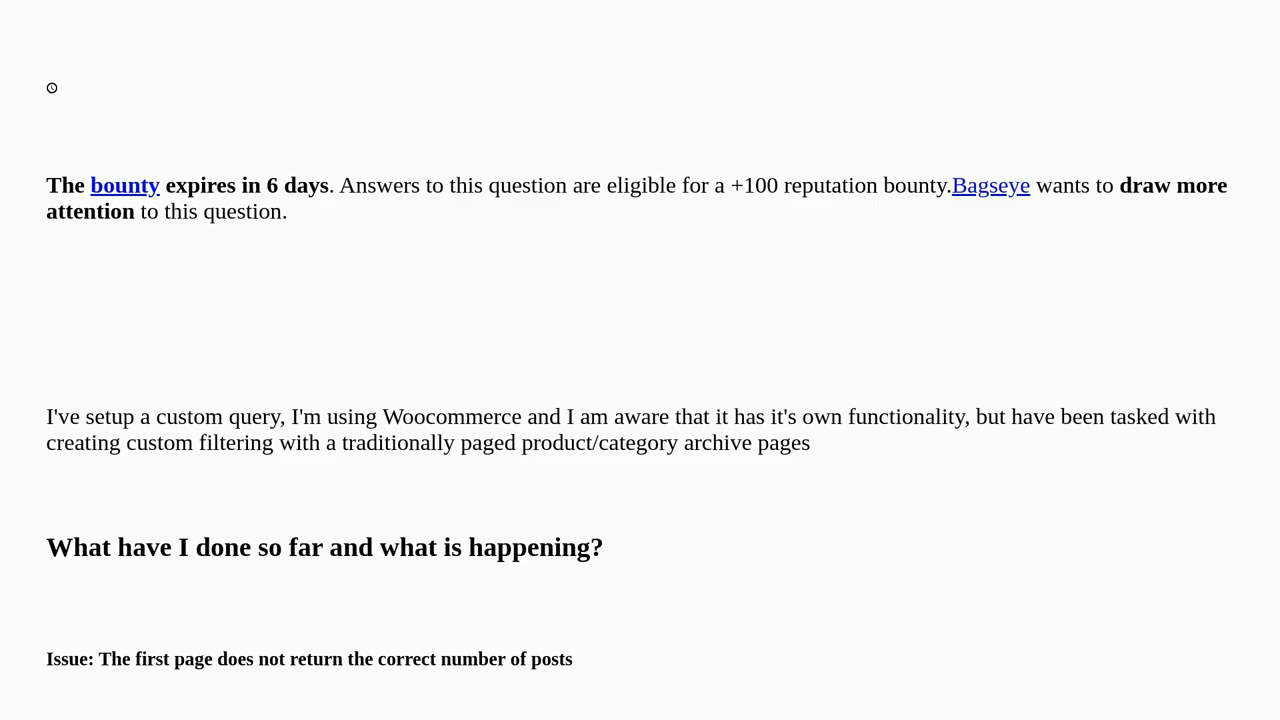 The bounty expires in 6 days. Answers to this question are eligible for a +100 reputation bounty.Bagseye wants to draw more
attention to this question.
I've setup a custom query, I'm using Woocommerce and I am aware that it has it's own functionality, but have been tasked with
creating custom filtering with a traditionally paged product/category archive pages
What have I done so far and what is happening?
Issue: The first page does not return the correct number of posts